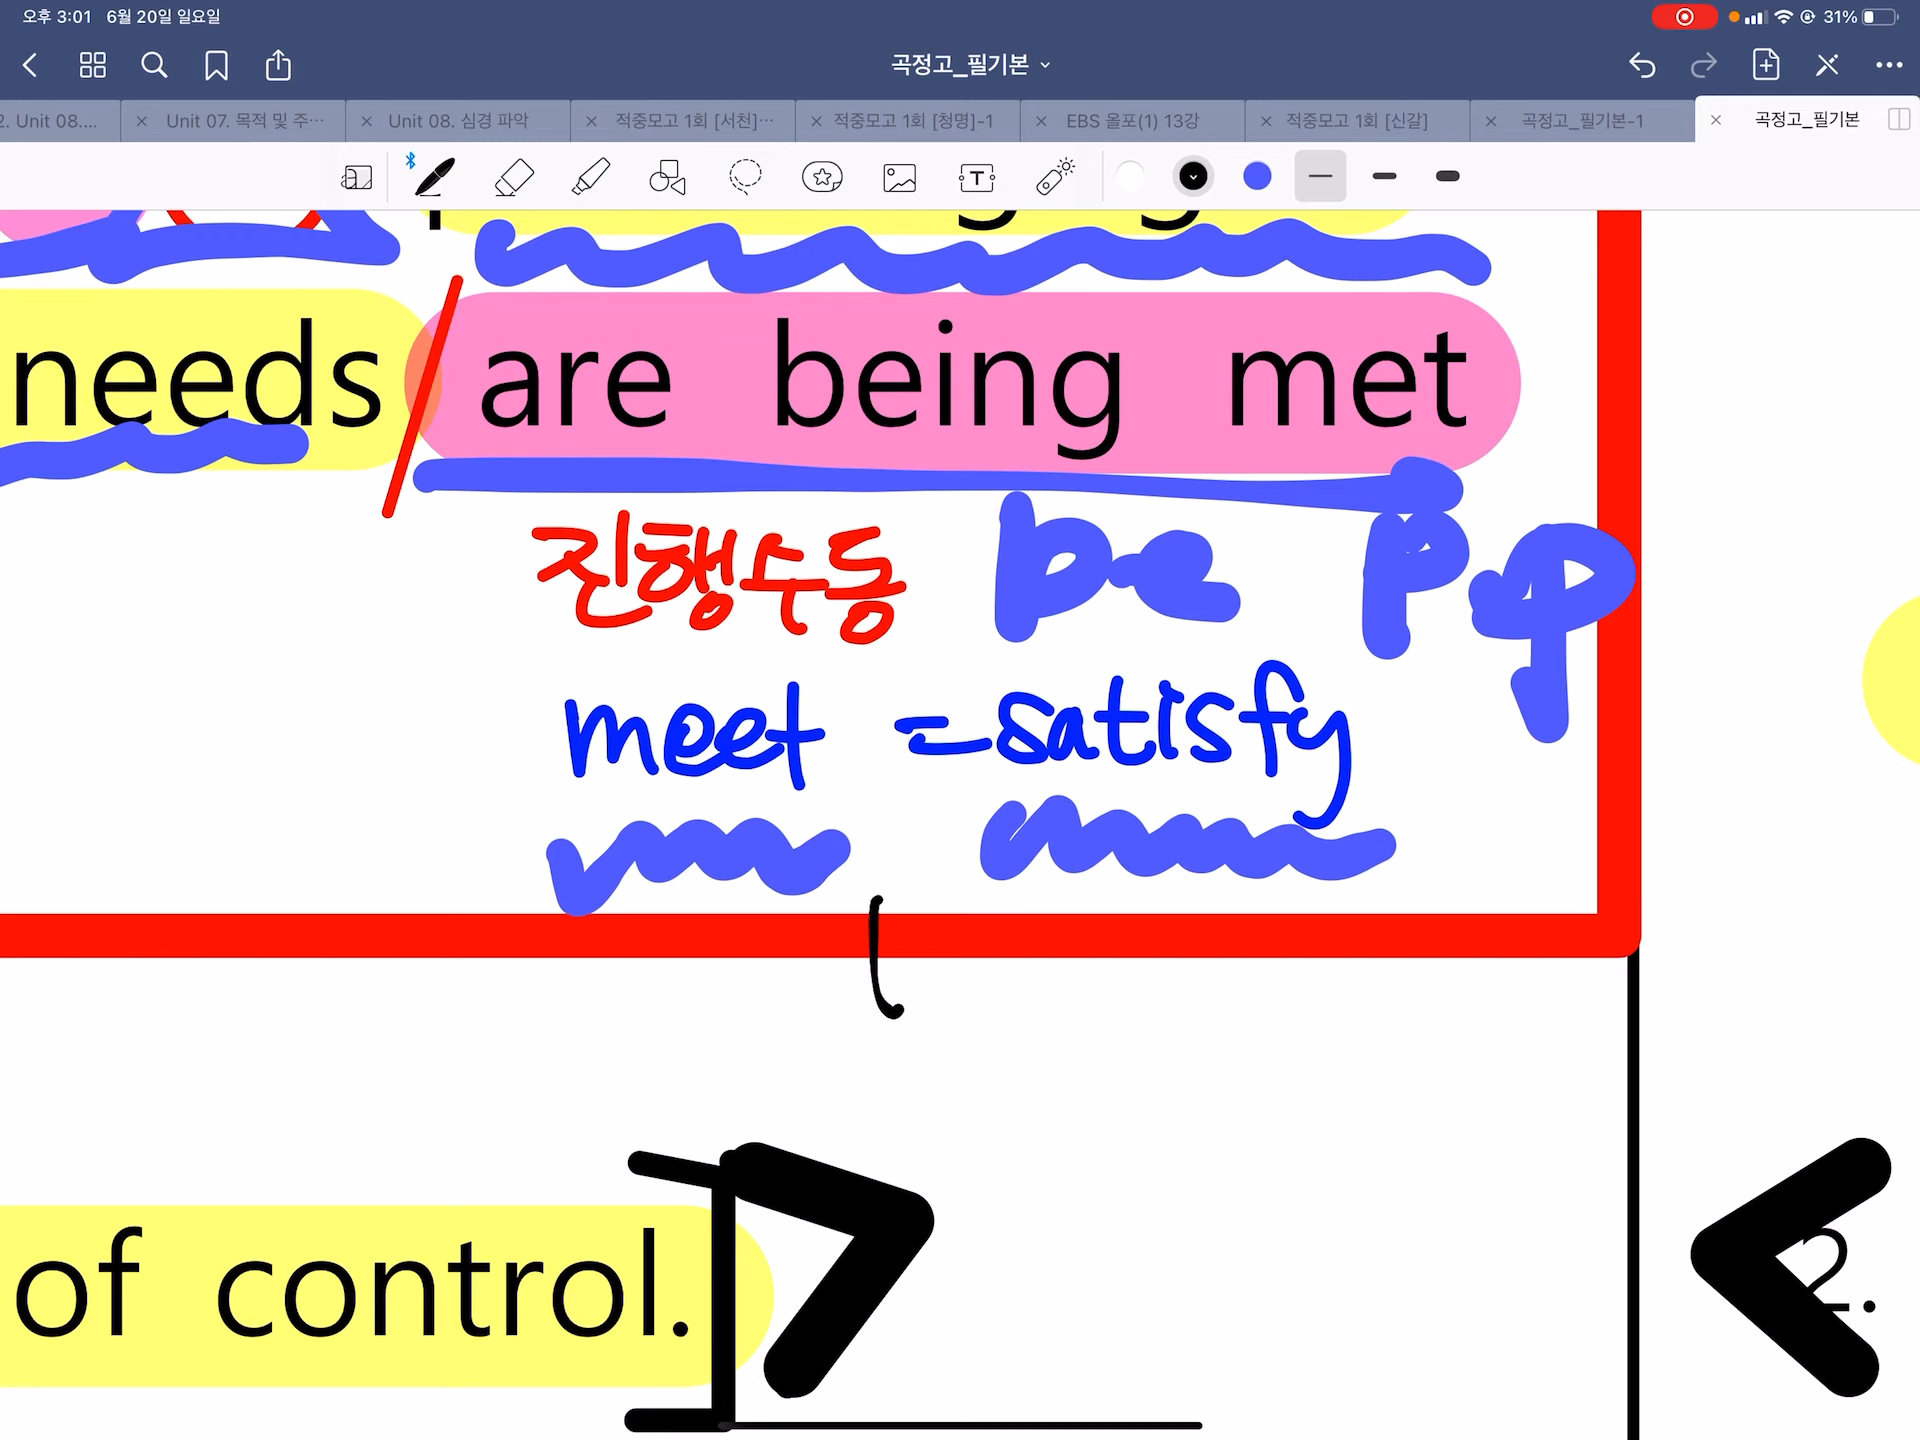 오후 3:01 6월 20일 일요일
31%
곡정고_필기본
2. Unit 08....
Unit 07. 목적 및 주…
Unit 08. 심경 파악
적중모고 1회 [서천]…
적중모고 1회 [청명]-1
EBS 올포(1) 13강
적중모고 1회 [신갈]
곡정고_필기본-1
곡정고_필기본
needs are being met
진행수동 be p.p
meet = satisfy
of control.
2.